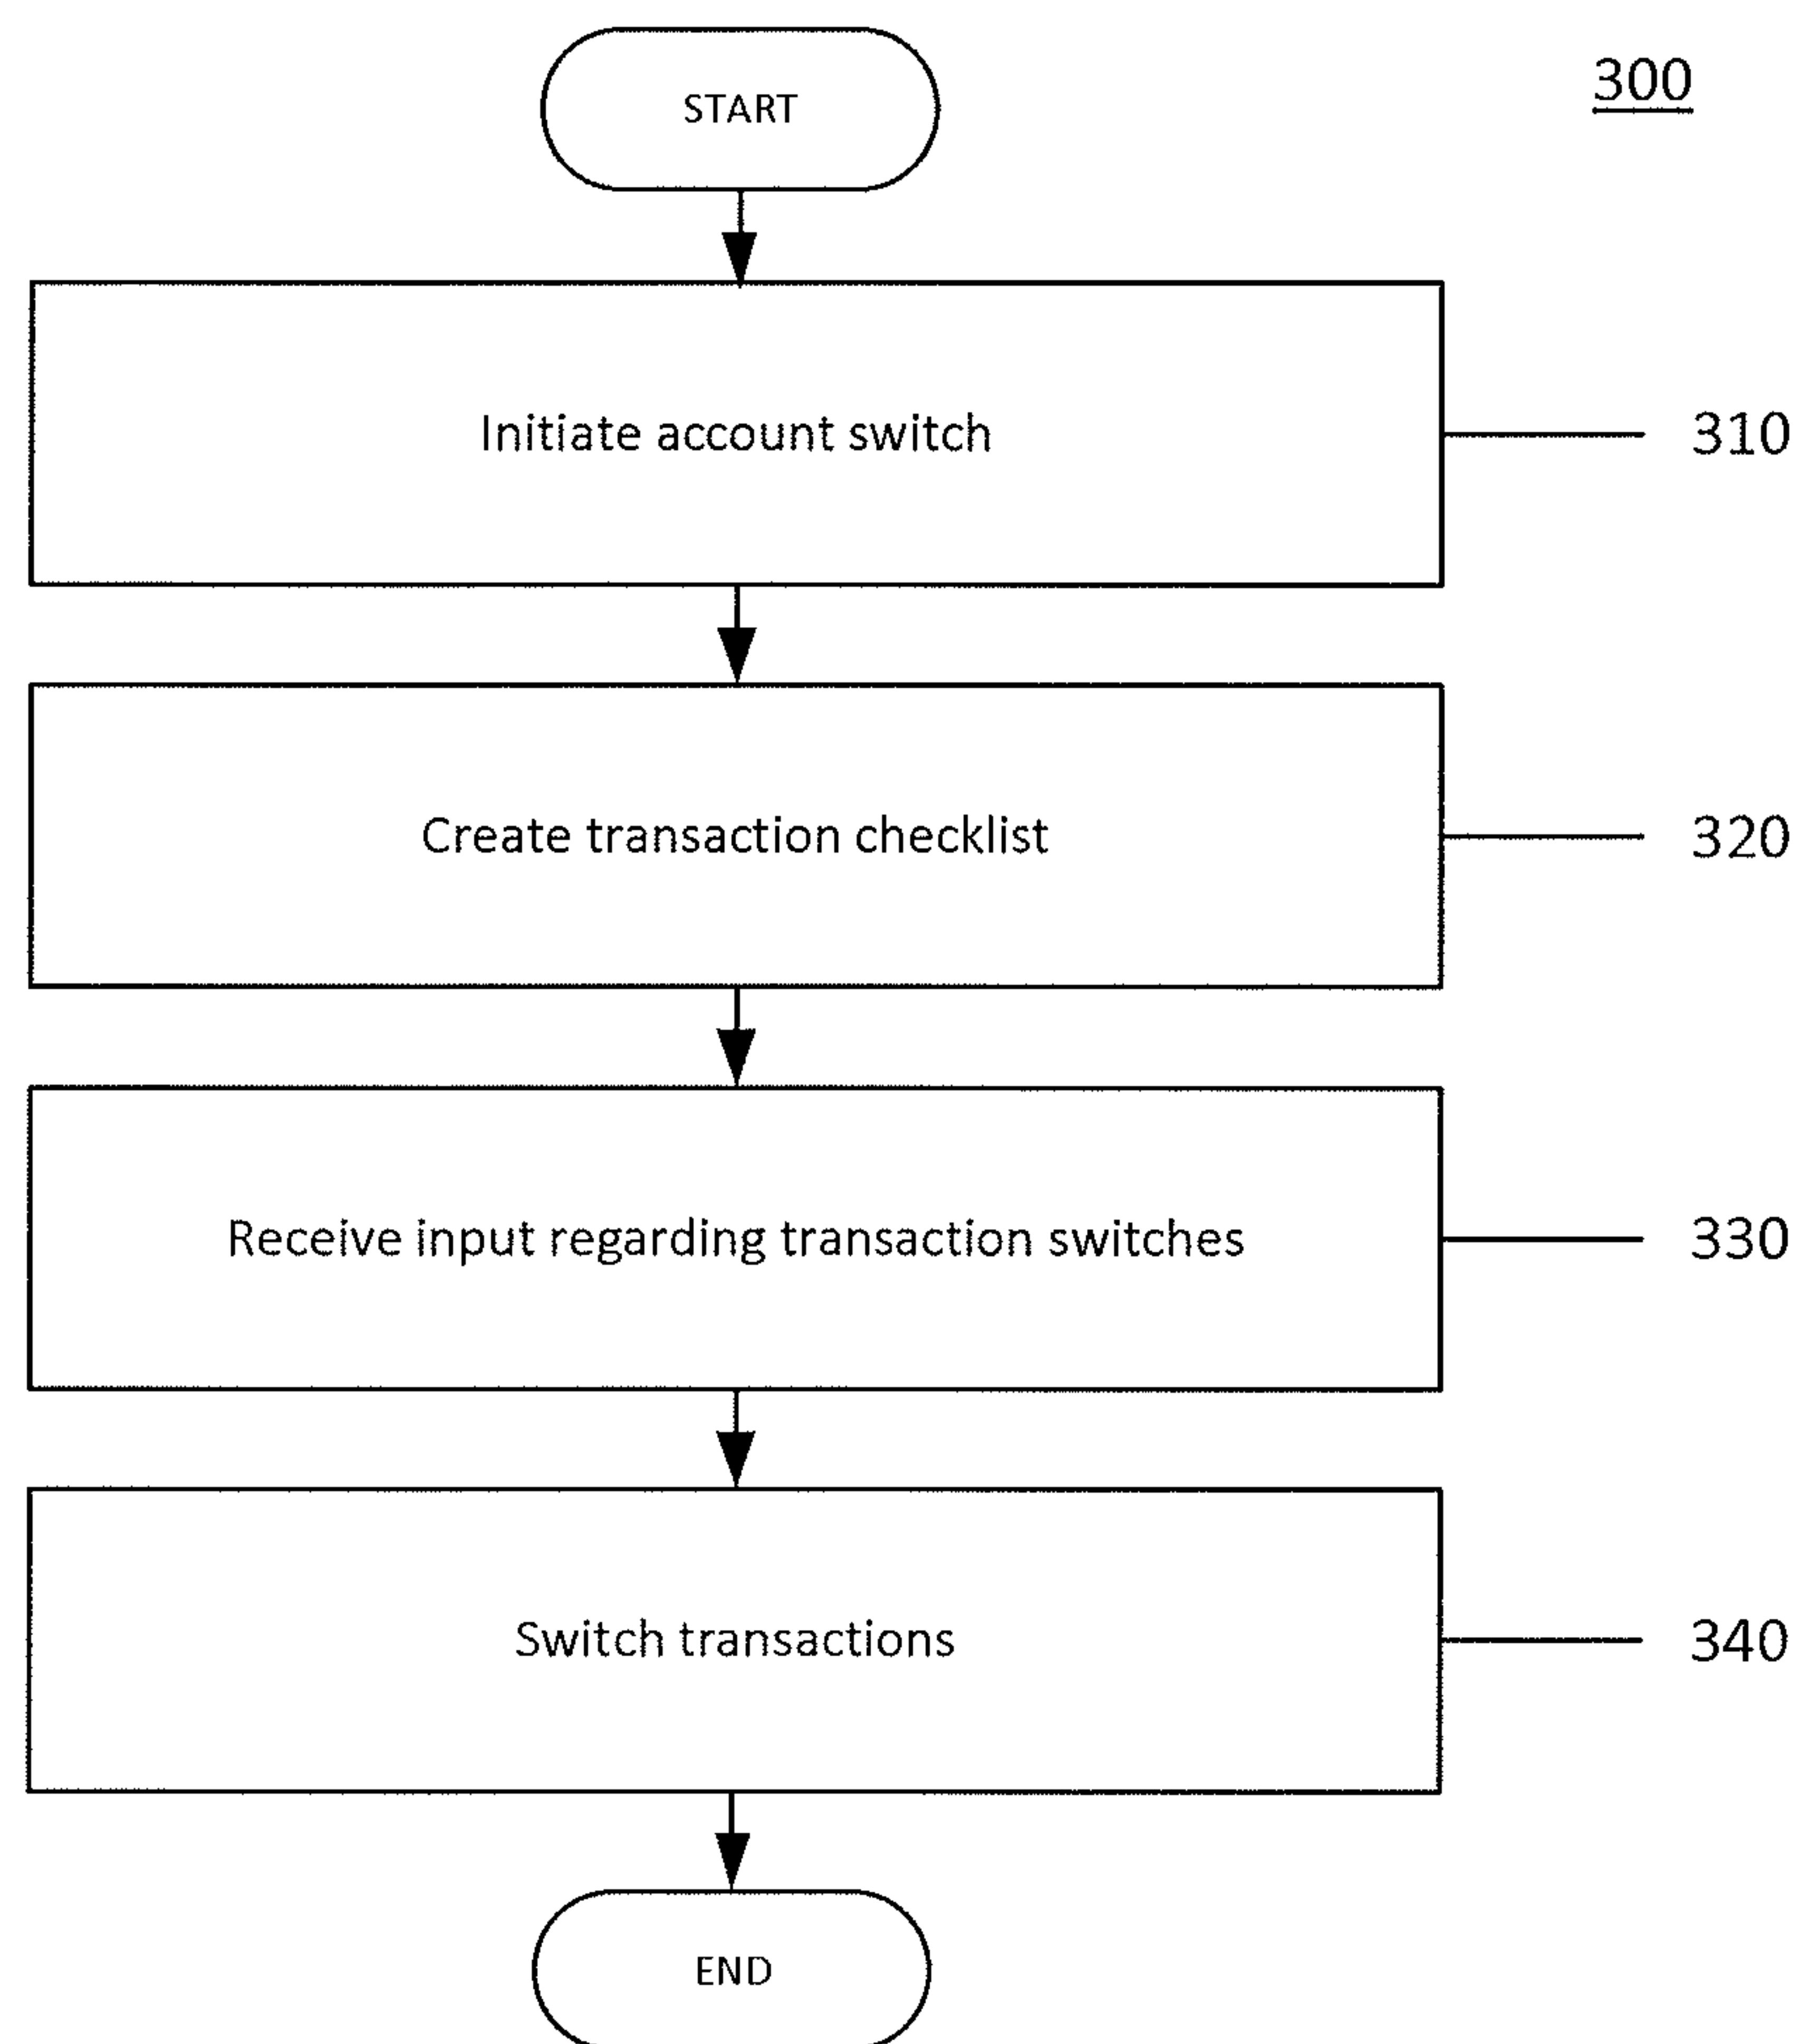 START
300
Initiate account switch
310
Create transaction checklist
320
Receive input regarding transaction switches
330
Switch transactions
340
END